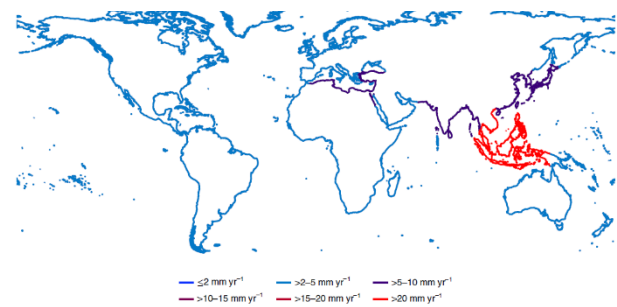 ≤2 mm yr⁻¹ >2–5 mm yr⁻¹ >5–10 mm yr⁻¹
>10–15 mm yr⁻¹ >15–20 mm yr⁻¹ >20 mm yr⁻¹